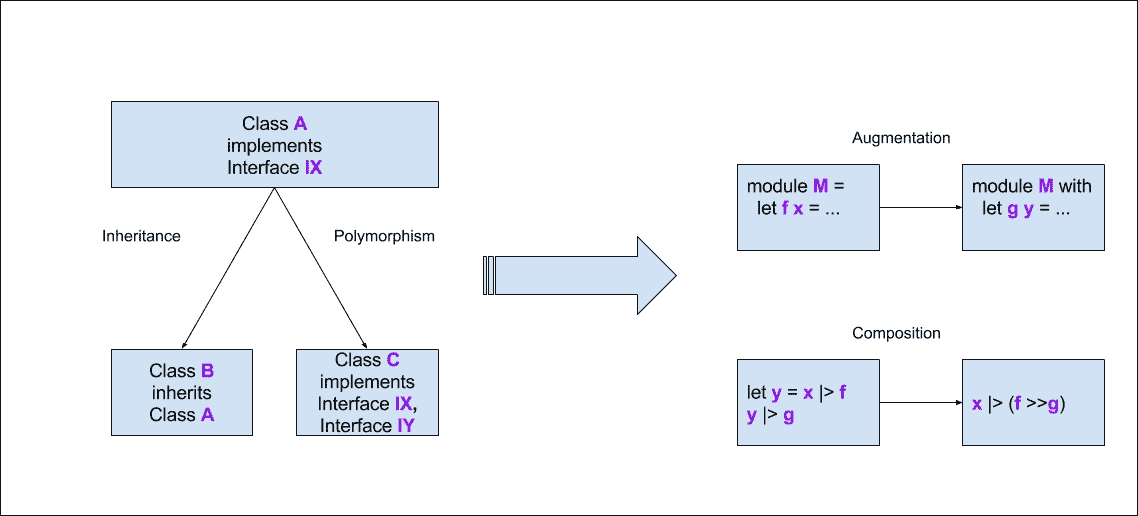 Class A
implements
Interface IX
Inheritance
Polymorphism
Class B
inherits
Class A
Class C
implements
Interface IX,
Interface IY
Augmentation
module M =
let f x = ...
module M with
let g y = ...
Composition
let y = x |> f
y |> g
x |> (f >>g)